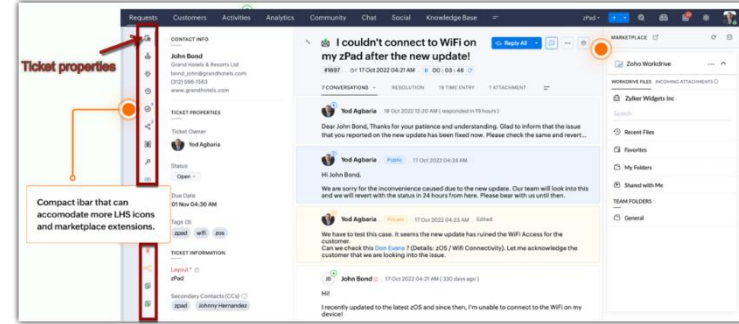 Requests Customers Activities Analytics Community Chat Social Knowledge Base zPad
Ticket properties
CONTACT INFO
John Bond
Grand Hotels & Resorts Ltd
bond_john@grandhotels.com
(312) 596-1563
www.grandhotels.com
TICKET PROPERTIES
Ticket Owner
Yod Agbaria
Status
Open
Due Date
01 Nov 04:30 AM
Tags (3)
zpad wifi zos
TICKET INFORMATION
Layout *
zPad
Secondary Contacts (CCs)
zpad Johnny Hernandez
Compact ibar that can
accomodate more LHS icons
and marketplace extensions.
I couldn't connect to WiFi on
my zPad after the new update!
Reply All
#1697 17 Oct 2022 04:21 AM 00 : 03 : 46
7 CONVERSATIONS RESOLUTION 16 TIME ENTRY 1 ATTACHMENT
Yod Agbaria 18 Oct 2022 12:20 AM ( responded in 19 hours )
Dear John Bond, Thanks for your patience and understanding. Glad to inform that the issue
that you reported on the new update has been fixed now. Please check the same and revert...
Yod Agbaria Public 17 Oct 2022 04:24 AM
Hi John Bond,
We are sorry for the inconvenience caused due to the new update. Our team will look into this
and we will revert with the status in 24 hours from here. Please bear with us until then.
Yod Agbaria Private 17 Oct 2022 04:23 AM Edited
We have to test this case. It seems the new update has ruined the WiFi Access for the
customer.
Can we check this Don Evans ? (Details: zOS / Wifi Connectivity). Let me acknowledge the
customer that we are looking into the issue.
JB John Bond 17 Oct 2022 04:21 AM ( 330 days ago )
Hi!
I recently updated to the latest zOS and since then, I'm unable to connect to the WiFi on my
device!
MARKETPLACE
Zoho Workdrive
WORKDRIVE FILES INCOMING ATTACHMENTS
Zylker Widgets Inc
Search
Recent Files
Favorites
My Folders
Shared with Me
TEAM FOLDERS
General